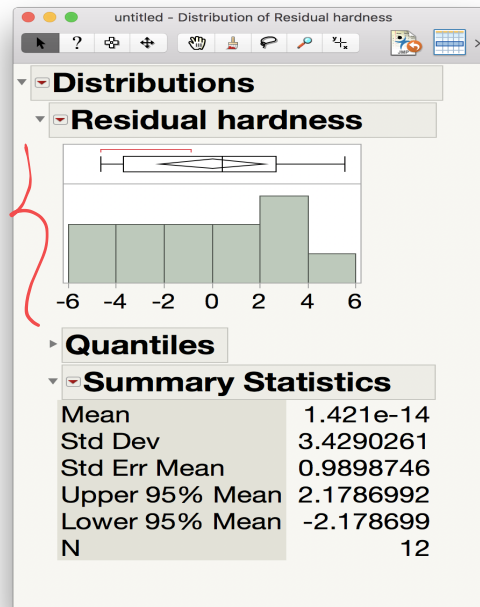 untitled - Distribution of Residual hardness
?
Distributions
Residual hardness
-6 -4 -2 0 2 4 6
Quantiles
Summary Statistics
Mean 1.421e-14
Std Dev 3.4290261
Std Err Mean 0.9898746
Upper 95% Mean 2.1786992
Lower 95% Mean -2.178699
N 12